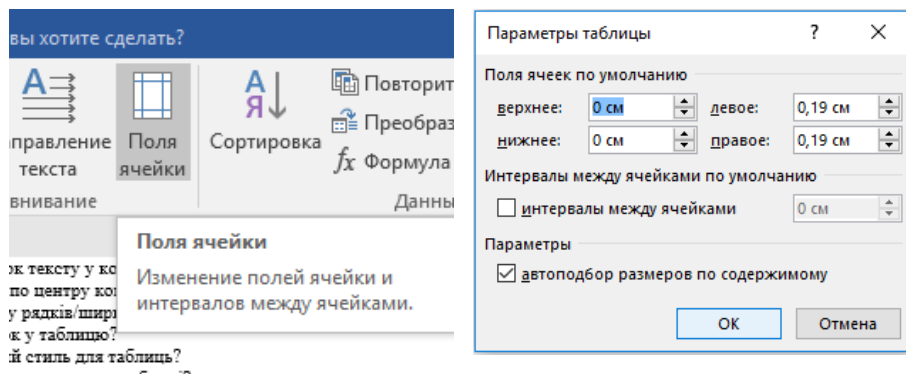 вы хотите сделать?
правление
текста
Поля
ячейки
Сортировка
Повторит
Преобраз
fx Формула
внивание
Данны
Поля ячейки
Изменение полей ячейки и
интервалов между ячейками.
ок тексту у ко
по центру ко
у рядків/шир
ок у таблицю?
ій стиль для таблиць?
Параметры таблицы
Поля ячеек по умолчанию
верхнее: 0 см левое: 0,19 см
нижнее: 0 см правое: 0,19 см
Интервалы между ячейками по умолчанию
интервалы между ячейками 0 см
Параметры
автоподбор размеров по содержимому
ОК Отмена